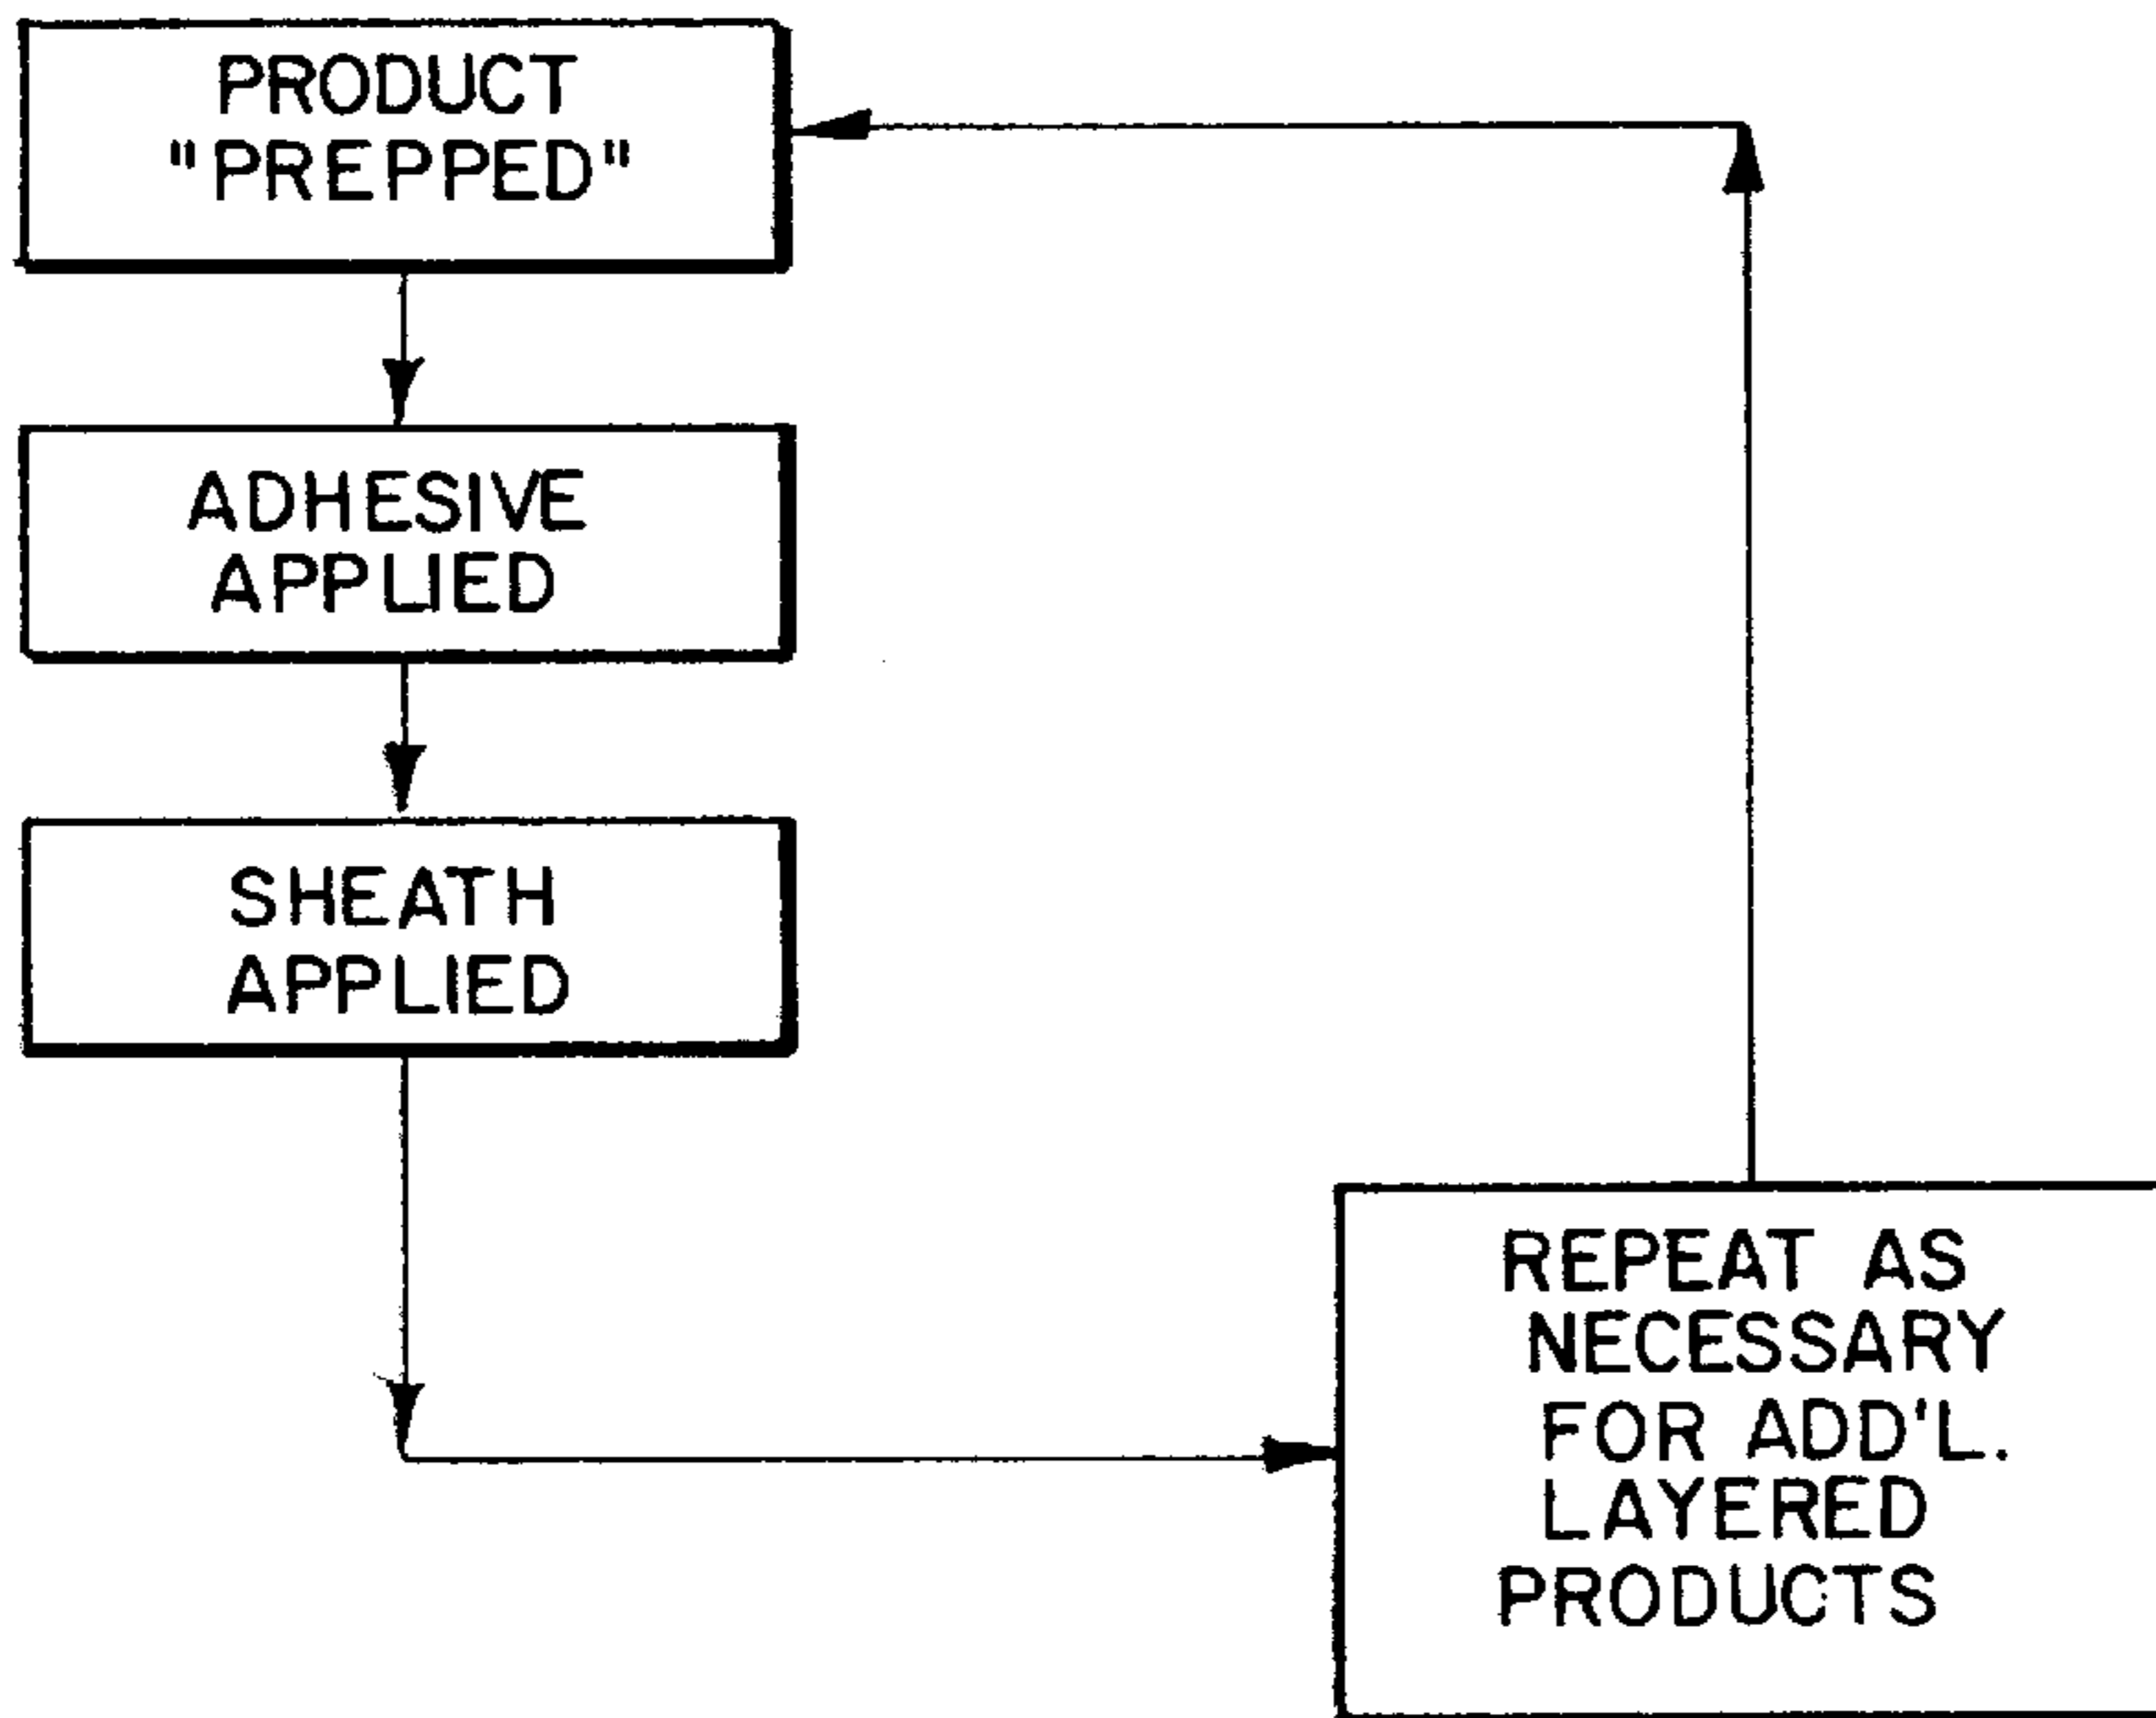 PRODUCT
"PREPPED"
ADHESIVE
APPLIED
SHEATH
APPLIED
REPEAT AS
NECESSARY
FOR ADD'L.
LAYERED
PRODUCTS